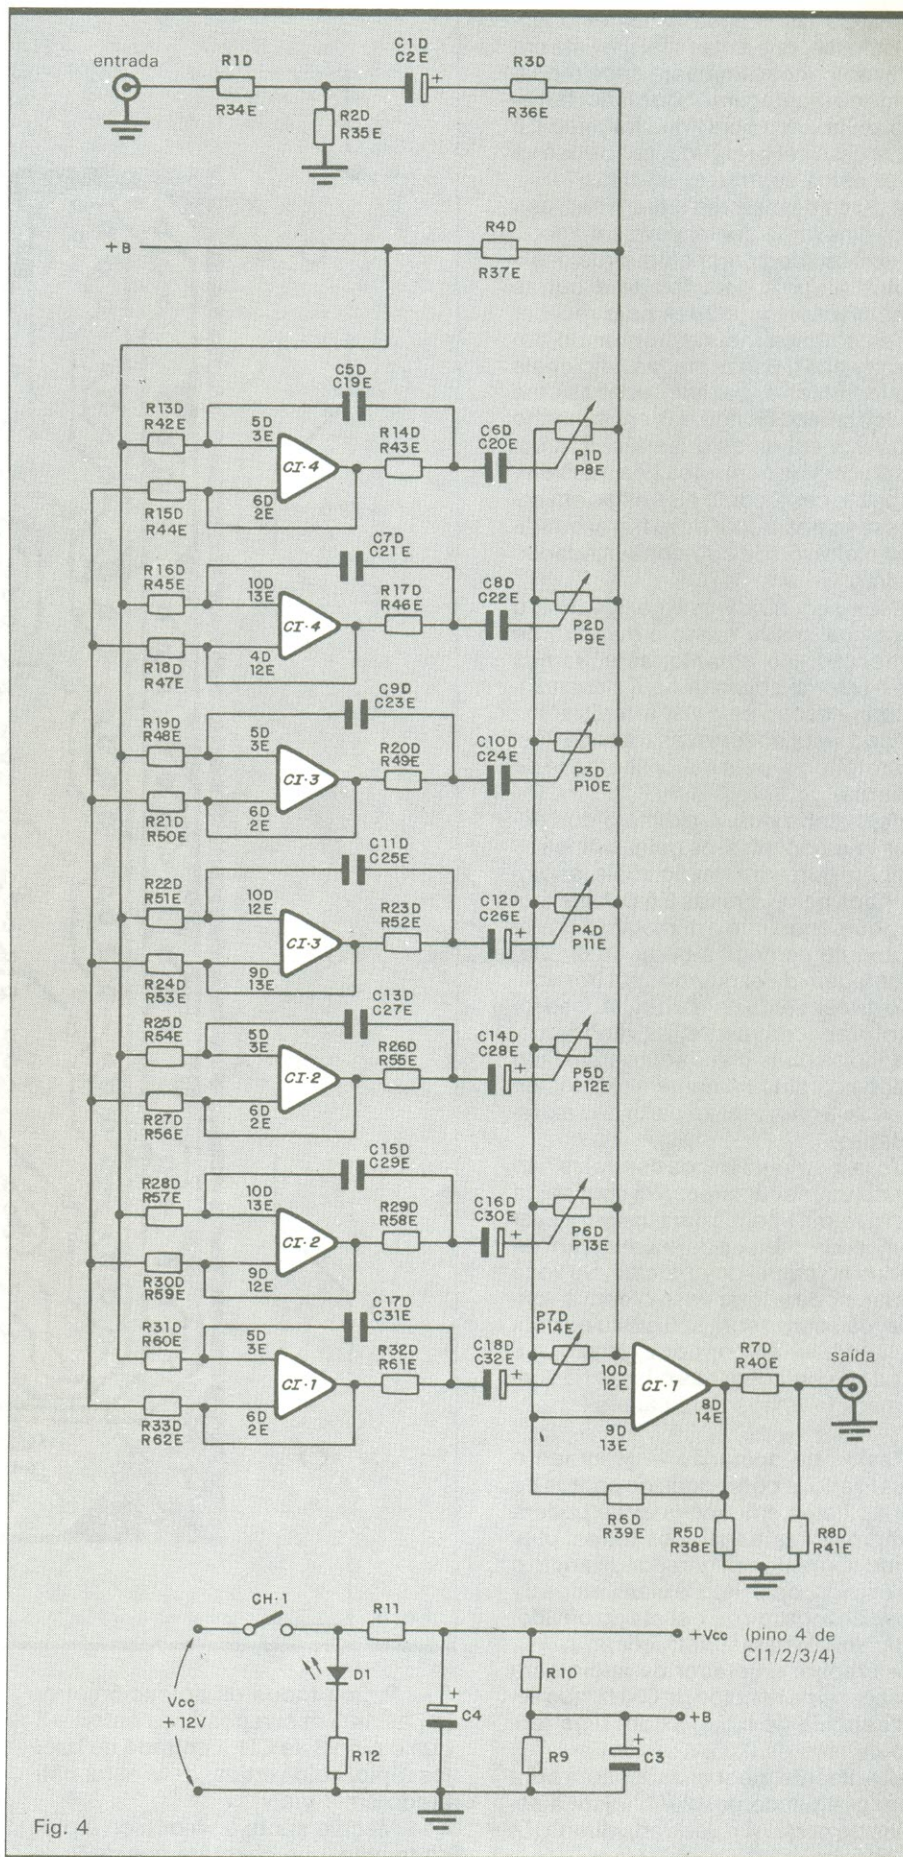 entrada
R1D
R34E
C1D
C2E
+
R3D
R36E
R2D
R35E
+B
R4D
R37E
C5D
C19E
R13D
R42E
5D
3E
CI·4
R14D
R43E
C6D
C20E
P1D
P8E
6D
2E
R15D
R44E
C7D
C21E
R16D
R45E
10D
13E
CI·4
R17D
R46E
C8D
C22E
P2D
P9E
4D
12E
R18D
R47E
C9D
C23E
R19D
R48E
5D
3E
CI·3
R20D
R49E
C10D
C24E
P3D
P10E
6D
2E
R21D
R50E
C11D
C25E
R22D
R51E
10D
12E
CI·3
R23D
R52E
C12D
C26E
+
P4D
P11E
9D
13E
R24D
R53E
C13D
C27E
R25D
R54E
5D
3E
CI·2
R26D
R55E
C14D
C28E
+
P5D
P12E
6D
2E
R27D
R56E
C15D
C29E
R28D
R57E
10D
13E
CI·2
R29D
R58E
C16D
C30E
+
P6D
P13E
9D
12E
R30D
R59E
C17D
C31E
R31D
R60E
5D
3E
CI·1
R32D
R61E
C18D
C32E
+
P7D
P14E
6D
2E
R33D
R62E
10D
12E
CI·1
9D
13E
8D
14E
R7D
R40E
saída
R6D
R39E
R5D
R38E
R8D
R41E
CH·1
R11
+Vcc (pino 4 de
CI1/2/3/4)
D1
R10
+
C4
+B
Vcc
+12V
R12
R9
+
C3
Fig. 4